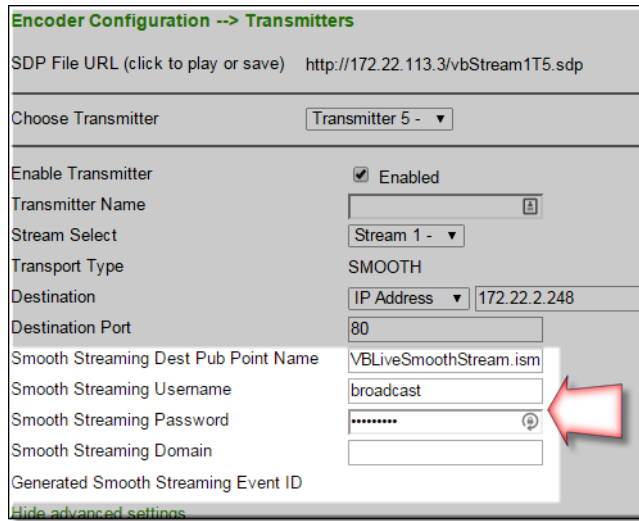 Encoder Configuration --> Transmitters
SDP File URL (click to play or save) http://172.22.113.3/vbStream1T5.sdp
Choose Transmitter Transmitter 5 -
Enable Transmitter Enabled
Transmitter Name
Stream Select Stream 1 -
Transport Type SMOOTH
Destination IP Address 172.22.2.248
Destination Port 80
Smooth Streaming Dest Pub Point Name VBLiveSmoothStream.ism
Smooth Streaming Username broadcast
Smooth Streaming Password •••••••••
Smooth Streaming Domain
Generated Smooth Streaming Event ID
Hide advanced settings